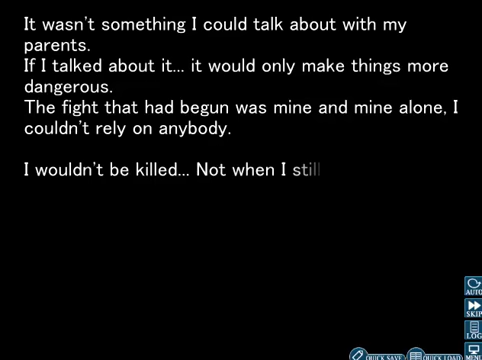 It wasn't something I could talk about with my
parents.
If I talked about it... it would only make things more
dangerous.
The fight that had begun was mine and mine alone, I
couldn't rely on anybody.
I wouldn't be killed... Not when I still
AUTO
SKIP
LOG
QUICK SAVE
QUICK LOAD
MENU